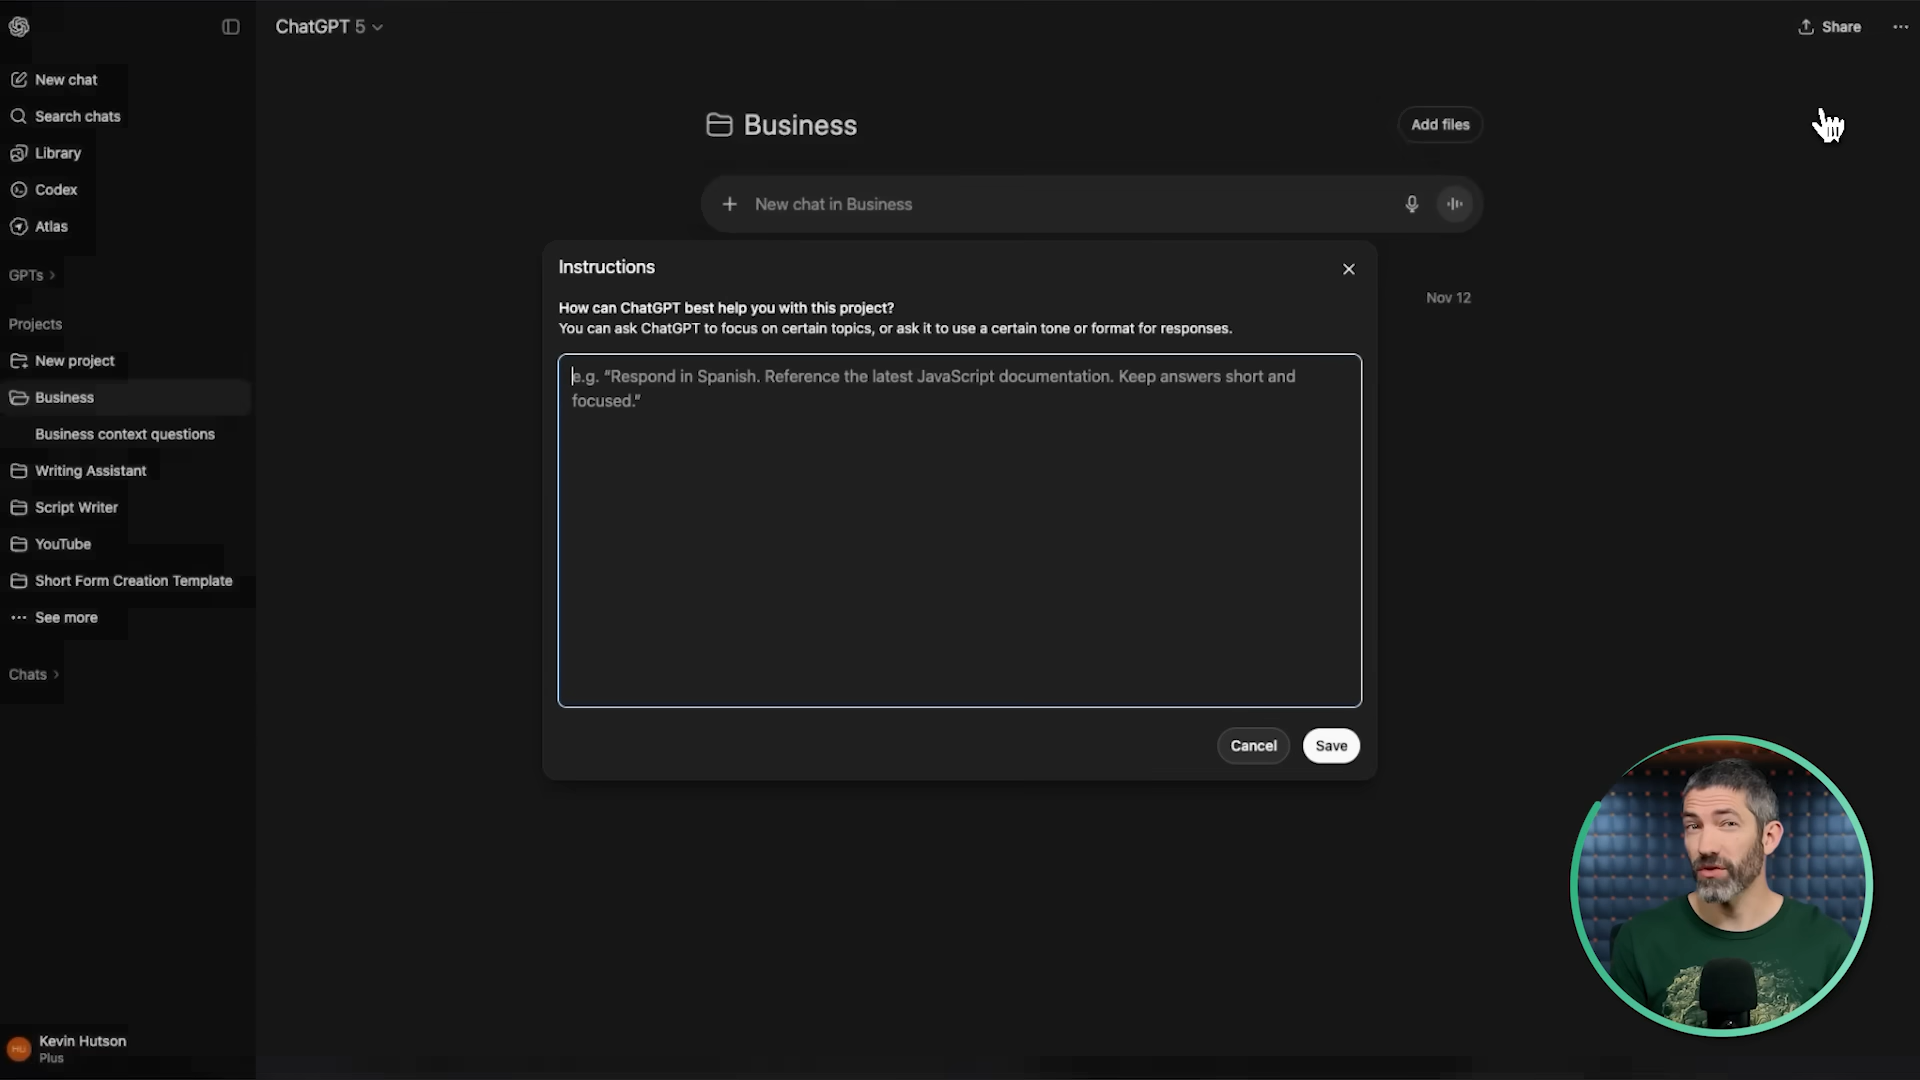 ChatGPT 5
Share
New chat
Search chats
Library
Codex
Atlas
GPTs
Projects
New project
Business
Business context questions
Writing Assistant
Script Writer
YouTube
Short Form Creation Template
See more
Chats
Kevin Hutson
Plus
Business
Add files
New chat in Business
Nov 12
Instructions
How can ChatGPT best help you with this project?
You can ask ChatGPT to focus on certain topics, or ask it to use a certain tone or format for responses.
e.g. “Respond in Spanish. Reference the latest JavaScript documentation. Keep answers short and
focused.”
Cancel
Save